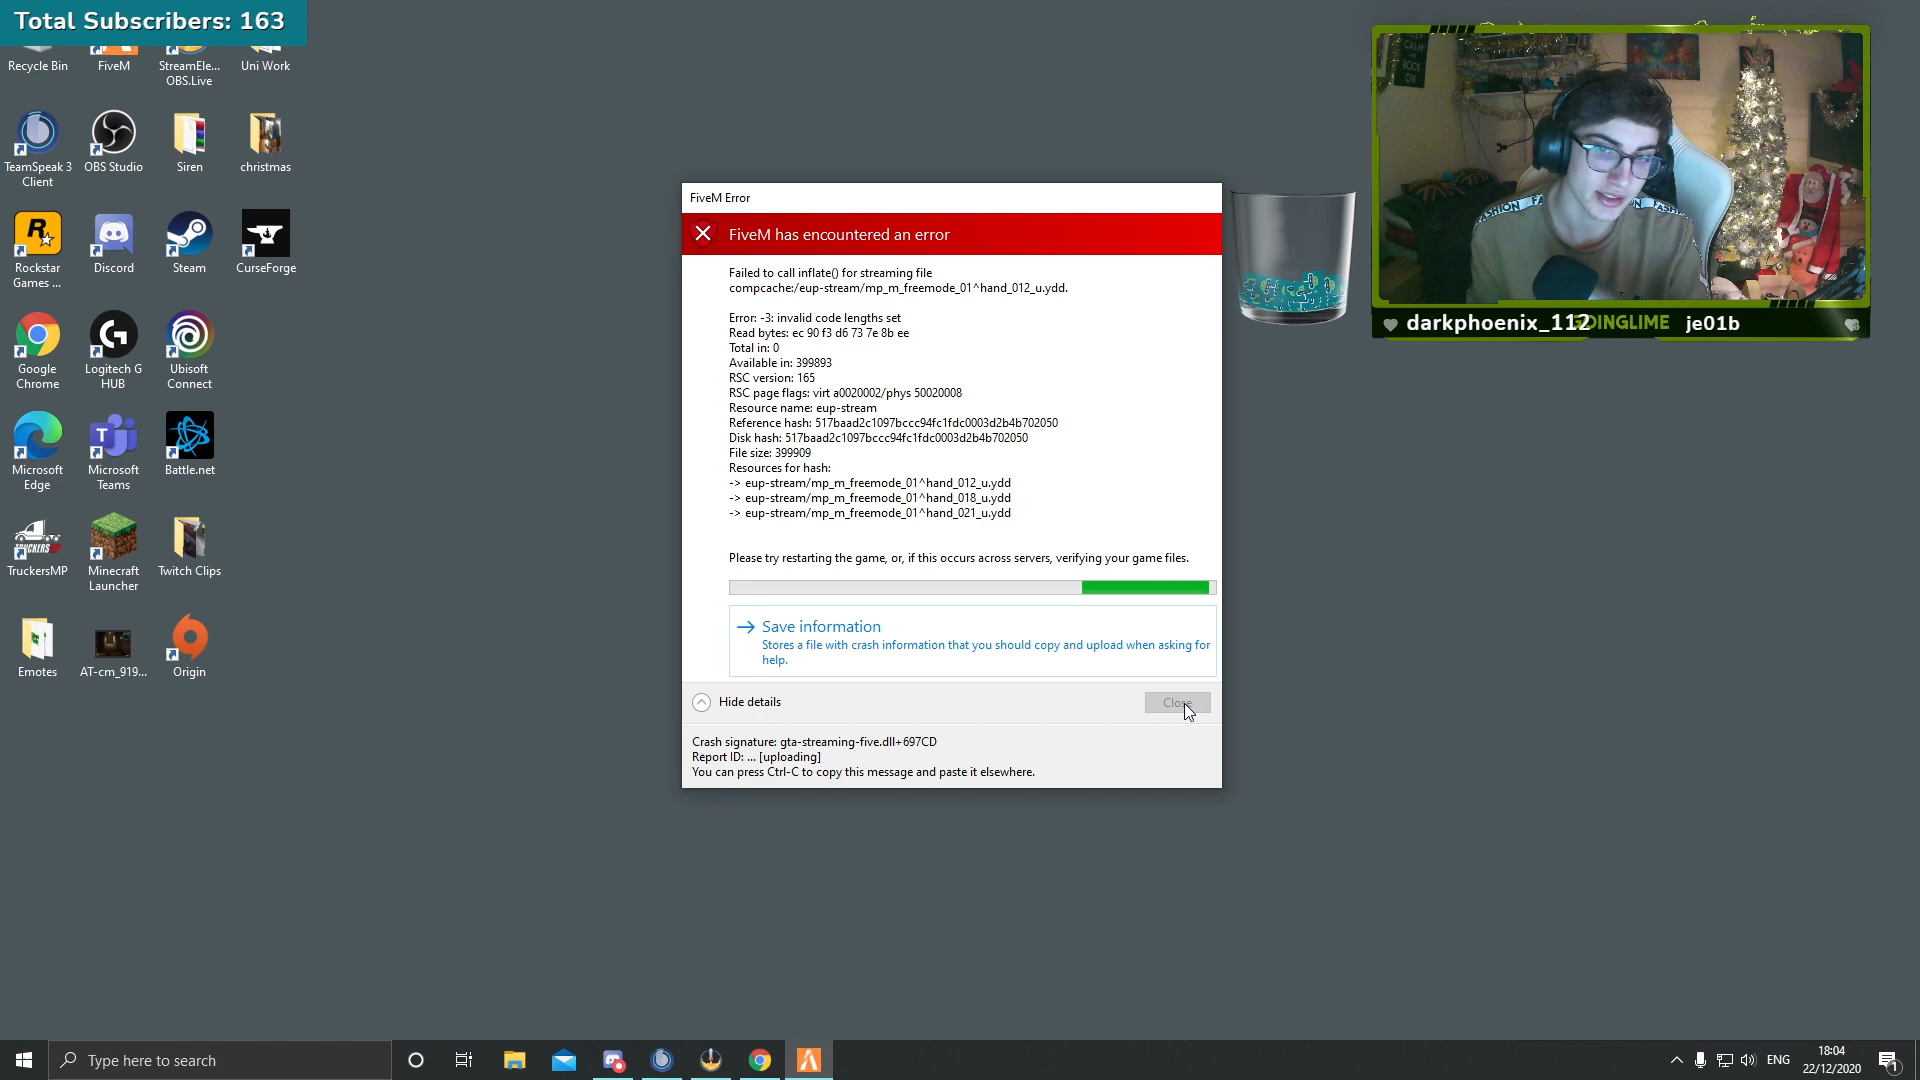 Total Subscribers: 163
Recycle Bin
FiveM
StreamEle...
OBS.Live
Uni Work
TeamSpeak 3
Client
OBS Studio
Siren
christmas
Rockstar
Games ...
Discord
Steam
CurseForge
Google
Chrome
Logitech G
HUB
Ubisoft
Connect
Microsoft
Edge
Microsoft
Teams
Battle.net
TRUCKERS
TruckersMP
Minecraft
Launcher
Twitch Clips
Emotes
AT-cm_919...
Origin
FiveM Error
FiveM has encountered an error
Failed to call inflate() for streaming file
compcache:/eup-stream/mp_m_freemode_01^hand_012_u.ydd.
Error: -3: invalid code lengths set
Read bytes: ec 90 f3 d6 73 7e 8b ee
Total in: 0
Available in: 399893
RSC version: 165
RSC page flags: virt a0020002/phys 50020008
Resource name: eup-stream
Reference hash: 517baad2c1097bccc94fc1fdc0003d2b4b702050
Disk hash: 517baad2c1097bccc94fc1fdc0003d2b4b702050
File size: 399909
Resources for hash:
-> eup-stream/mp_m_freemode_01^hand_012_u.ydd
-> eup-stream/mp_m_freemode_01^hand_018_u.ydd
-> eup-stream/mp_m_freemode_01^hand_021_u.ydd
Please try restarting the game, or, if this occurs across servers, verifying your game files.
Save information
Stores a file with crash information that you should copy and upload when asking for
help.
Hide details
Close
Crash signature: gta-streaming-five.dll+697CD
Report ID: ... [uploading]
You can press Ctrl-C to copy this message and paste it elsewhere.
CALM
ROCK
ON
FASHION
darkphoenix_112
je01b
Type here to search
ENG
18:04
22/12/2020
1